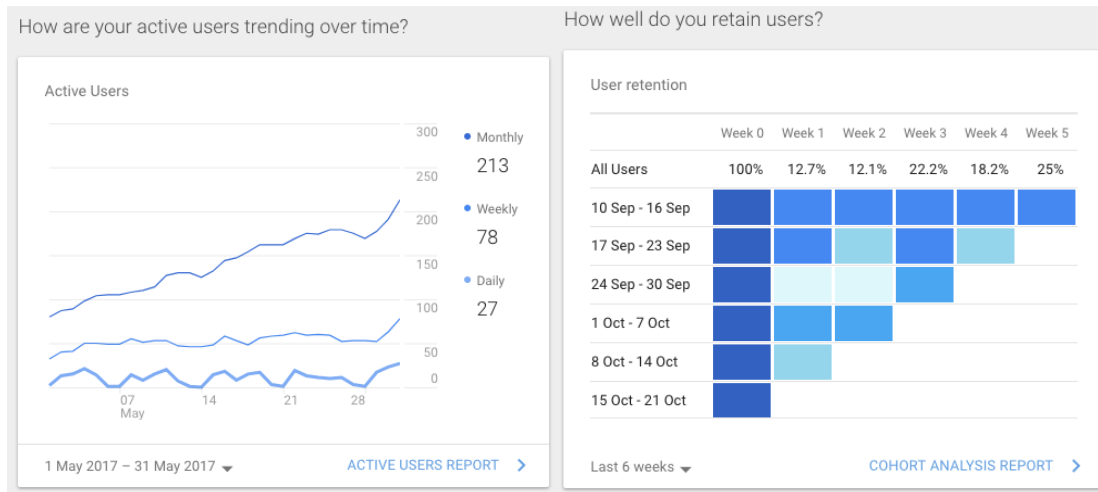 How are your active users trending over time?
Active Users
300
250
200
150
100
50
0
Monthly
213
Weekly
78
Daily
27
07
May
14
21
28
1 May 2017 – 31 May 2017
ACTIVE USERS REPORT
How well do you retain users?
User retention
Week 0 Week 1 Week 2 Week 3 Week 4 Week 5
All Users 100% 12.7% 12.1% 22.2% 18.2% 25%
10 Sep - 16 Sep
17 Sep - 23 Sep
24 Sep - 30 Sep
1 Oct - 7 Oct
8 Oct - 14 Oct
15 Oct - 21 Oct
Last 6 weeks
COHORT ANALYSIS REPORT